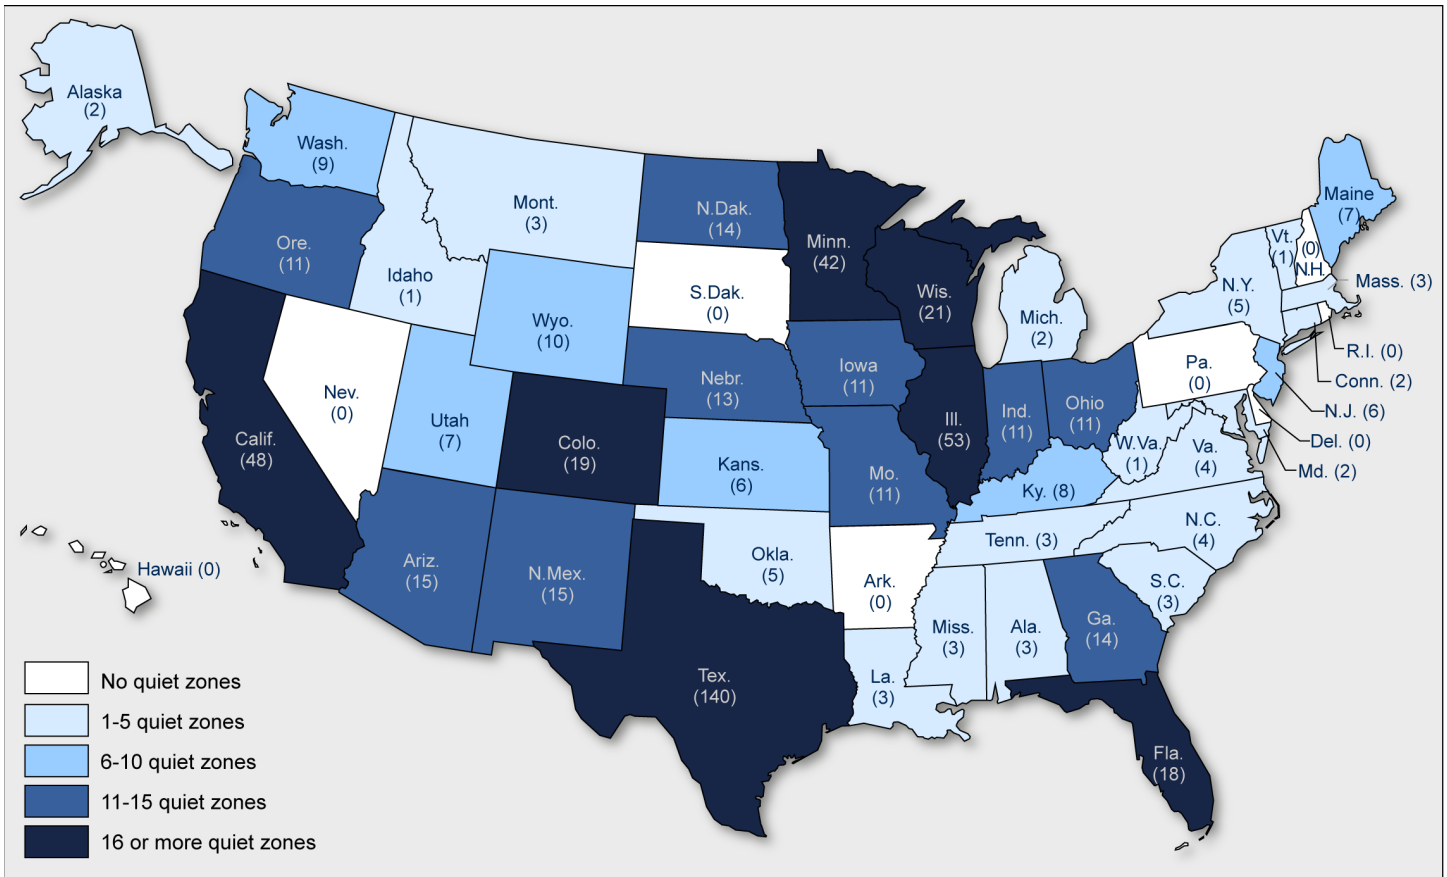 Alaska
(2)
Wash.
(9)
Mont.
(3)
N.Dak.
(14)
Minn.
(42)
Maine
(7)
Vt.
(1)
(0)
N.H.
Ore.
(11)
Idaho
(1)
S.Dak.
(0)
Wis.
(21)
Mich.
(2)
N.Y.
(5)
Mass. (3)
Wyo.
(10)
R.I. (0)
Conn. (2)
N.J. (6)
Del. (0)
Md. (2)
Nev.
(0)
Utah
(7)
Colo.
(19)
Nebr.
(13)
Iowa
(11)
Ill.
(53)
Ind.
(11)
Ohio
(11)
Pa.
(0)
Calif.
(48)
Kans.
(6)
Mo.
(11)
Ky. (8)
W.Va.
(1)
Va.
(4)
Hawaii (0)
Ariz.
(15)
N.Mex.
(15)
Okla.
(5)
Ark.
(0)
Tenn. (3)
N.C.
(4)
S.C.
(3)
Tex.
(140)
La.
(3)
Miss.
(3)
Ala.
(3)
Ga.
(14)
Fla.
(18)
No quiet zones
1-5 quiet zones
6-10 quiet zones
11-15 quiet zones
16 or more quiet zones